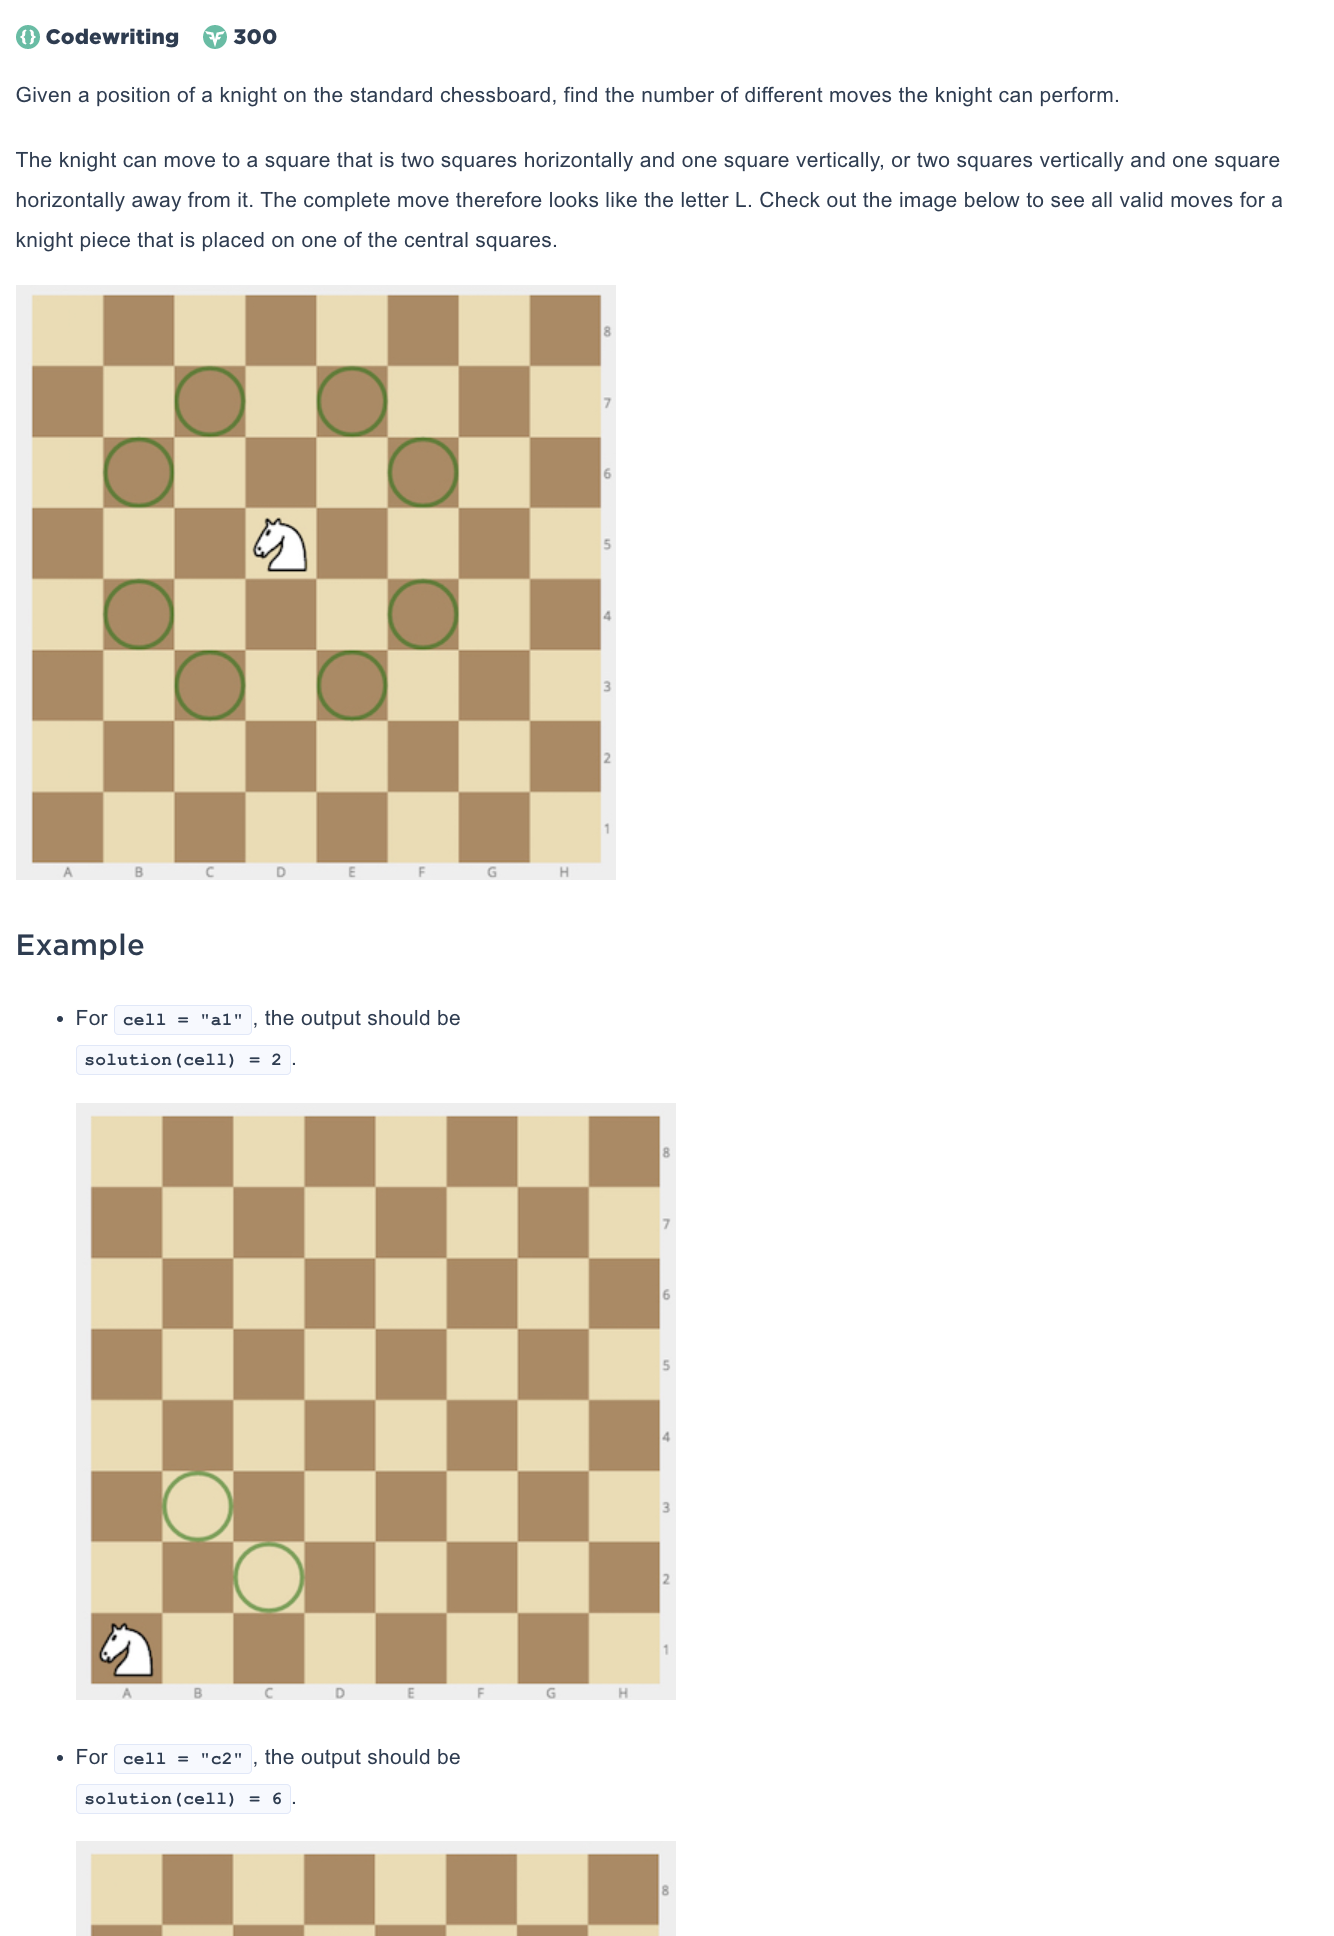 Codewriting 300
Given a position of a knight on the standard chessboard, find the number of different moves the knight can perform.
The knight can move to a square that is two squares horizontally and one square vertically, or two squares vertically and one square
horizontally away from it. The complete move therefore looks like the letter L. Check out the image below to see all valid moves for a
knight piece that is placed on one of the central squares.
8
7
6
5
4
3
2
1
A B C D E F G H
Example
• For cell = "a1" , the output should be
solution(cell) = 2 .
8
7
6
5
4
3
2
1
A B C D E F G H
• For cell = "c2" , the output should be
solution(cell) = 6 .
8